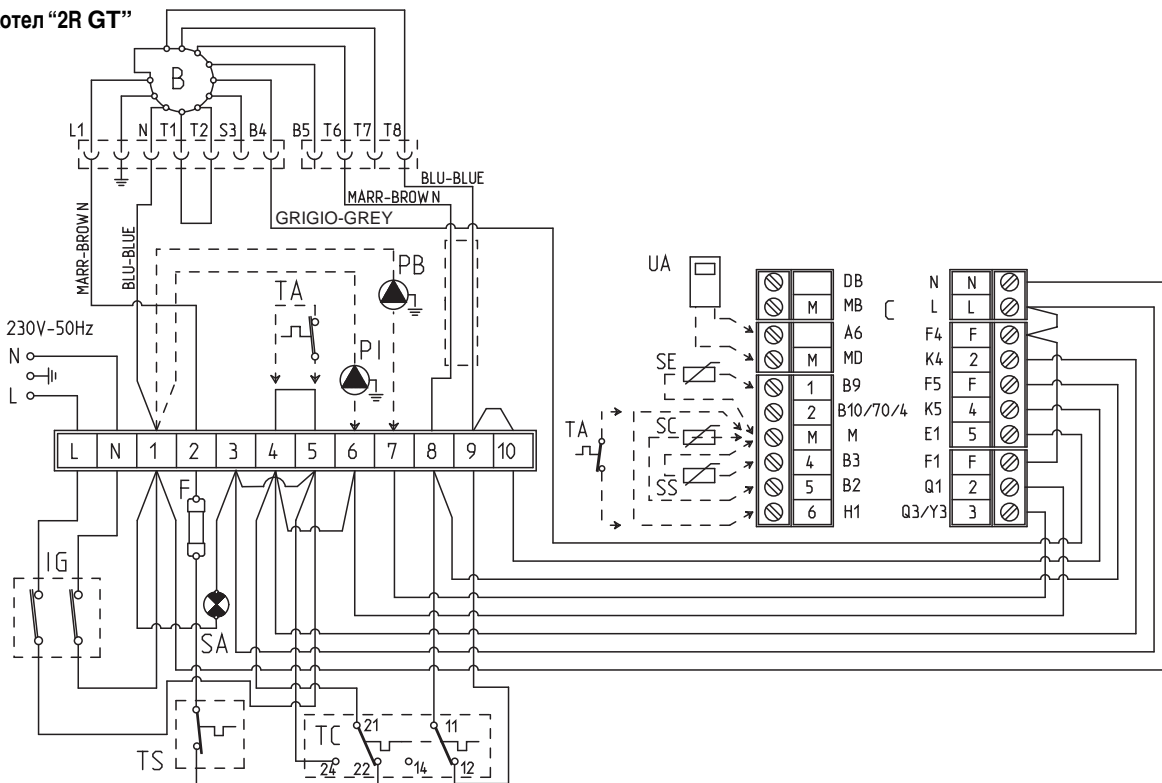 отел “2R GT”
B
L1 N T1 T2 S3 B4 B5 T6 T7 T8
BLU-BLUE
MARR-BROWN
GRIGIO-GREY
MARR-BROWN
BLU-BLUE
TA
PB
PI
230V-50Hz
N
L
L N 1 2 3 4 5 6 7 8 9 10
F
IG
SA
TS
TC
21
11
24 22 14 12
UA
SE
SC
SS
TA
C
DB
M MB
A6
M MD
1 B9
2 B10/70/4
M M
4 B3
5 B2
6 H1
N N
L L
F4 F
K4 2
F5 F
K5 4
E1 5
F1 F
Q1 2
Q3/Y3 3